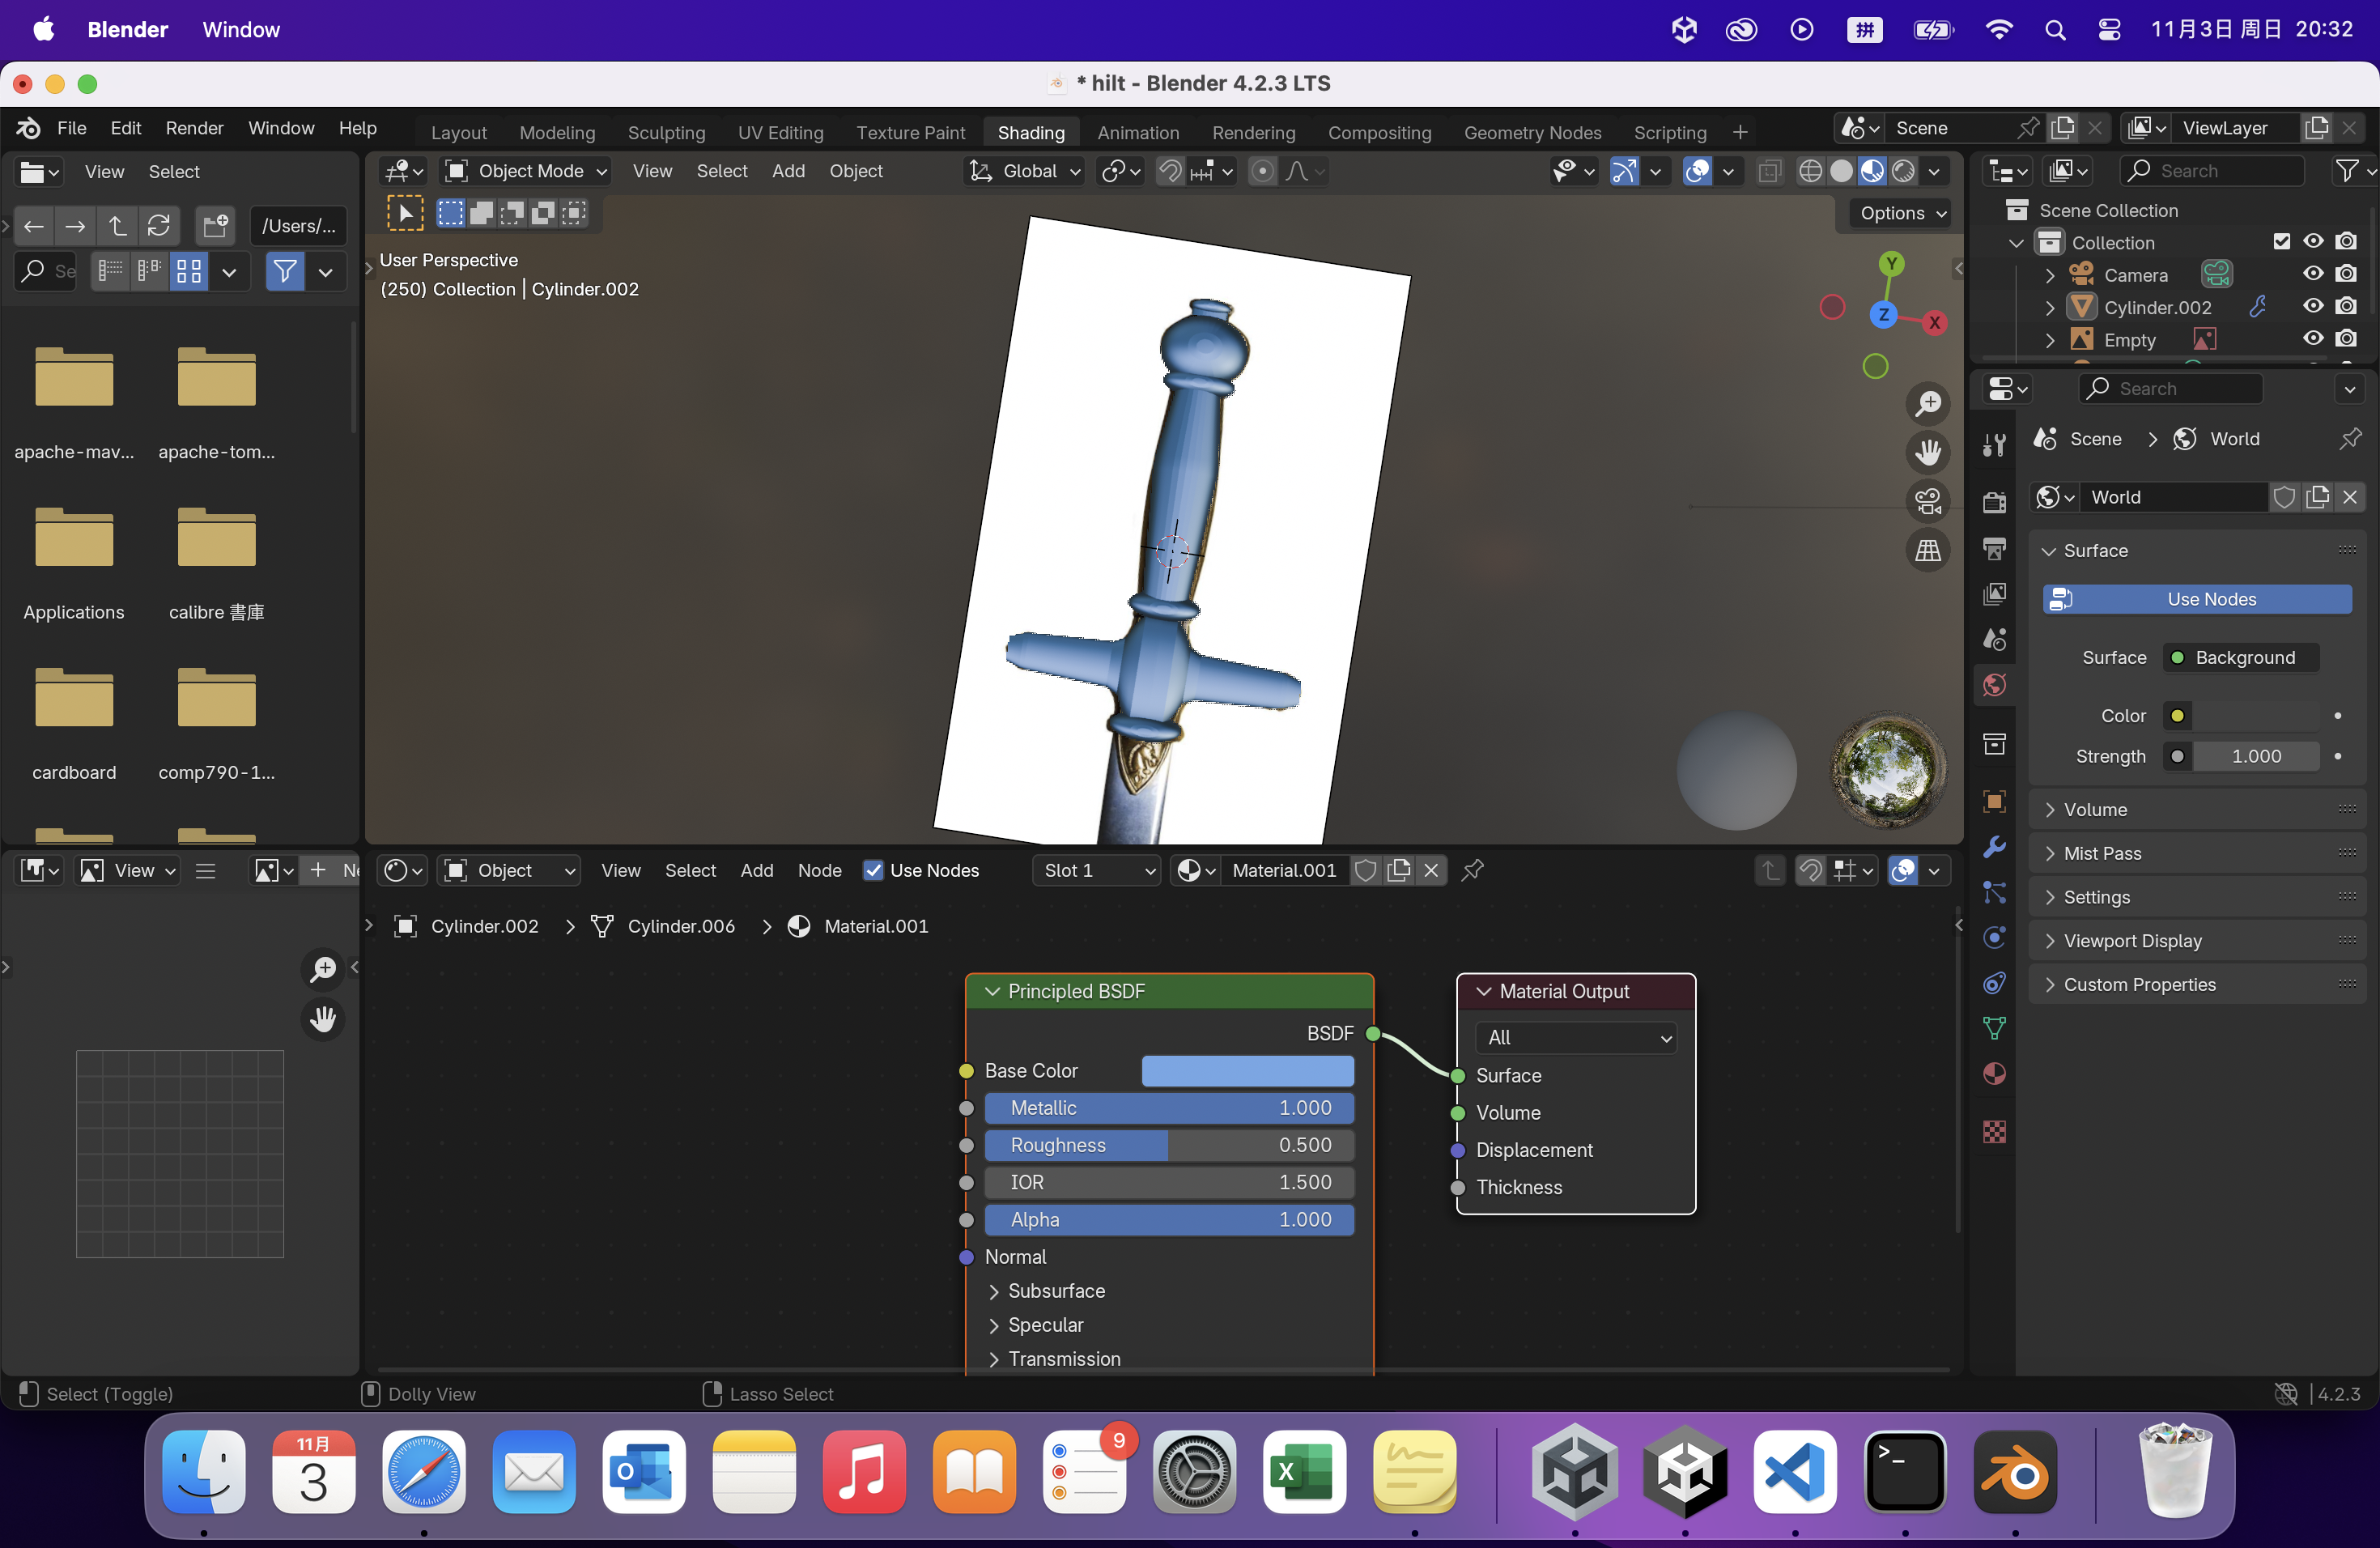 Blender Window 拼 11月3日 周日 20:32
* hilt - Blender 4.2.3 LTS
File Edit Render Window Help Layout Modeling Sculpting UV Editing Texture Paint Shading Animation Rendering Compositing Geometry Nodes Scripting + Scene ViewLayer
View Select Object Mode View Select Add Object Global Search
/Users/... Options
Se
Scene Collection
Collection
Camera
Cylinder.002
Empty
User Perspective
(250) Collection | Cylinder.002
Y
Z
X
apache-mav... apache-tom...
Applications calibre 書庫
cardboard comp790-1...
Search
Scene > World
World
Surface
Use Nodes
Surface Background
Color
Strength 1.000
Volume
Mist Pass
Settings
Viewport Display
Custom Properties
View + Ne Object View Select Add Node Use Nodes Slot 1 Material.001
Cylinder.002 > Cylinder.006 > Material.001
Principled BSDF
BSDF
Base Color
Metallic 1.000
Roughness 0.500
IOR 1.500
Alpha 1.000
Normal
Subsurface
Specular
Transmission
Material Output
All
Surface
Volume
Displacement
Thickness
Select (Toggle) Dolly View Lasso Select 4.2.3
11月
3
O
9
X
>_